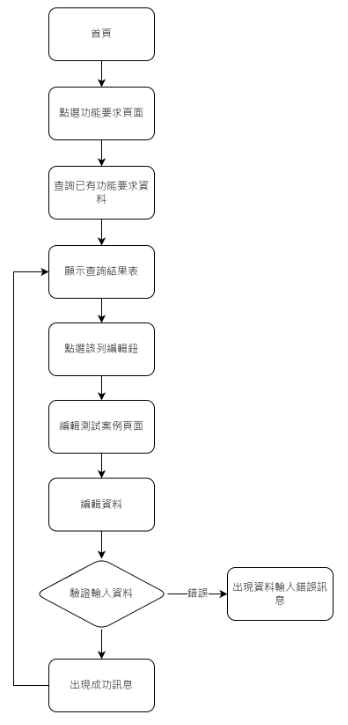 首頁
點選功能要求頁面
查詢已有功能要求資
料
顯示查詢結果表
點選該列編輯鈕
編輯測試案例頁面
編輯資料
驗證輸入資料
錯誤
出現資料輸入錯誤訊
息
出現成功訊息